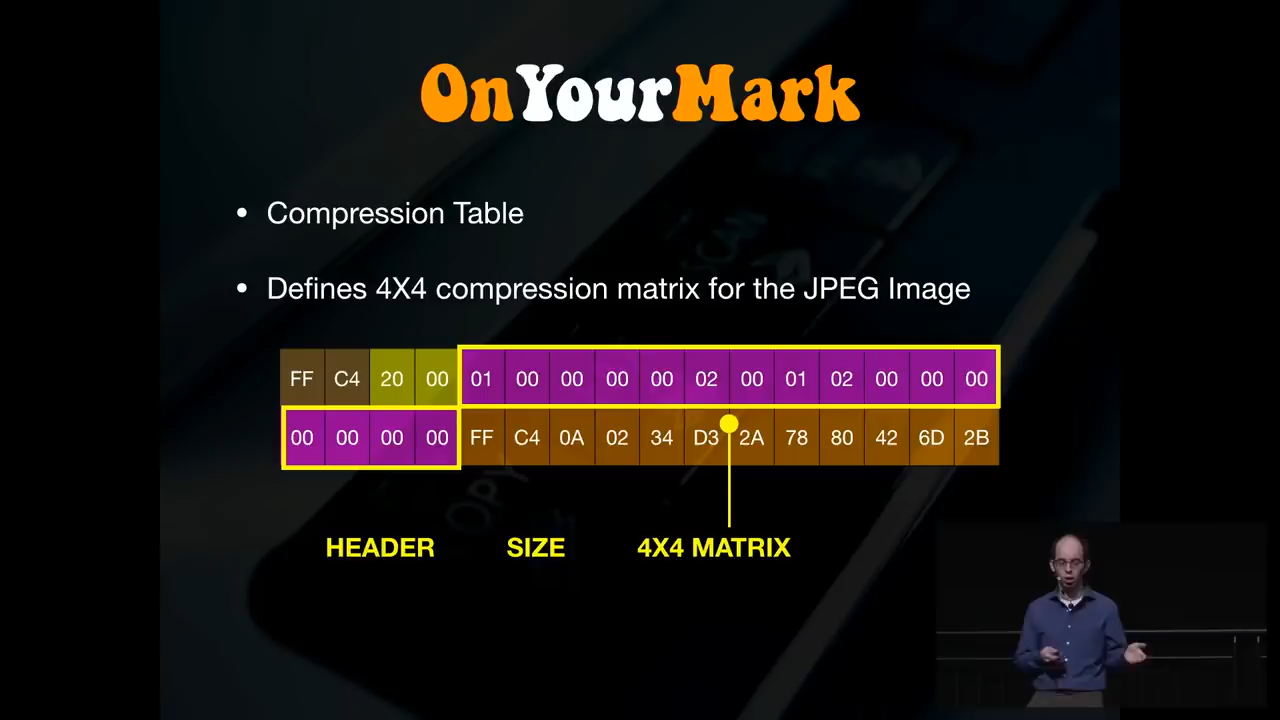 OnYourMark
• Compression Table
• Defines 4X4 compression matrix for the JPEG Image
FF C4 20 00 01 00 00 00 00 02 00 01 02 00 00 00
00 00 00 00 FF C4 0A 02 34 D3 2A 78 80 42 6D 2B
HEADER SIZE 4X4 MATRIX
SCAN
COPY